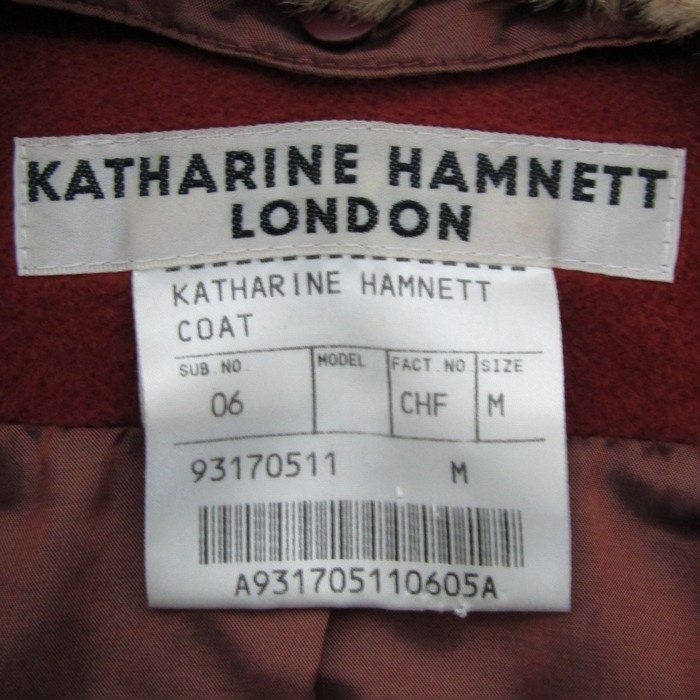 KATHARINE HAMNETT
LONDON
KATHARINE HAMNETT
COAT
SUB.NO. MODEL FACT.NO SIZE
06 CHF M
93170511 M
A931705110605A